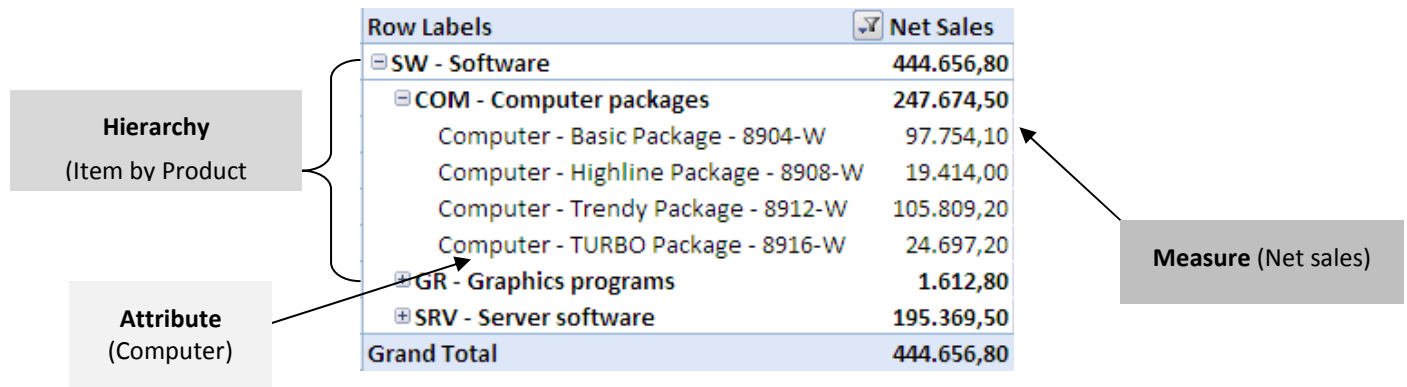 Row Labels Net Sales
SW - Software 444.656,80
COM - Computer packages 247.674,50
Computer - Basic Package - 8904-W 97.754,10
Computer - Highline Package - 8908-W 19.414,00
Computer - Trendy Package - 8912-W 105.809,20
Computer - TURBO Package - 8916-W 24.697,20
GR - Graphics programs 1.612,80
SRV - Server software 195.369,50
Grand Total 444.656,80
Hierarchy
(Item by Product
Attribute
(Computer)
Measure (Net sales)